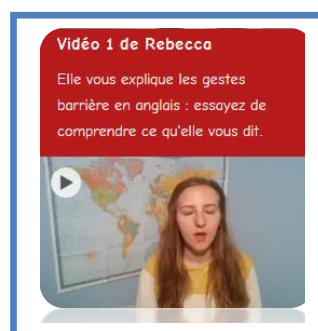 Vidéo 1 de Rebecca
Elle vous explique les gestes
barrière en anglais : essayez de
comprendre ce qu'elle vous dit.